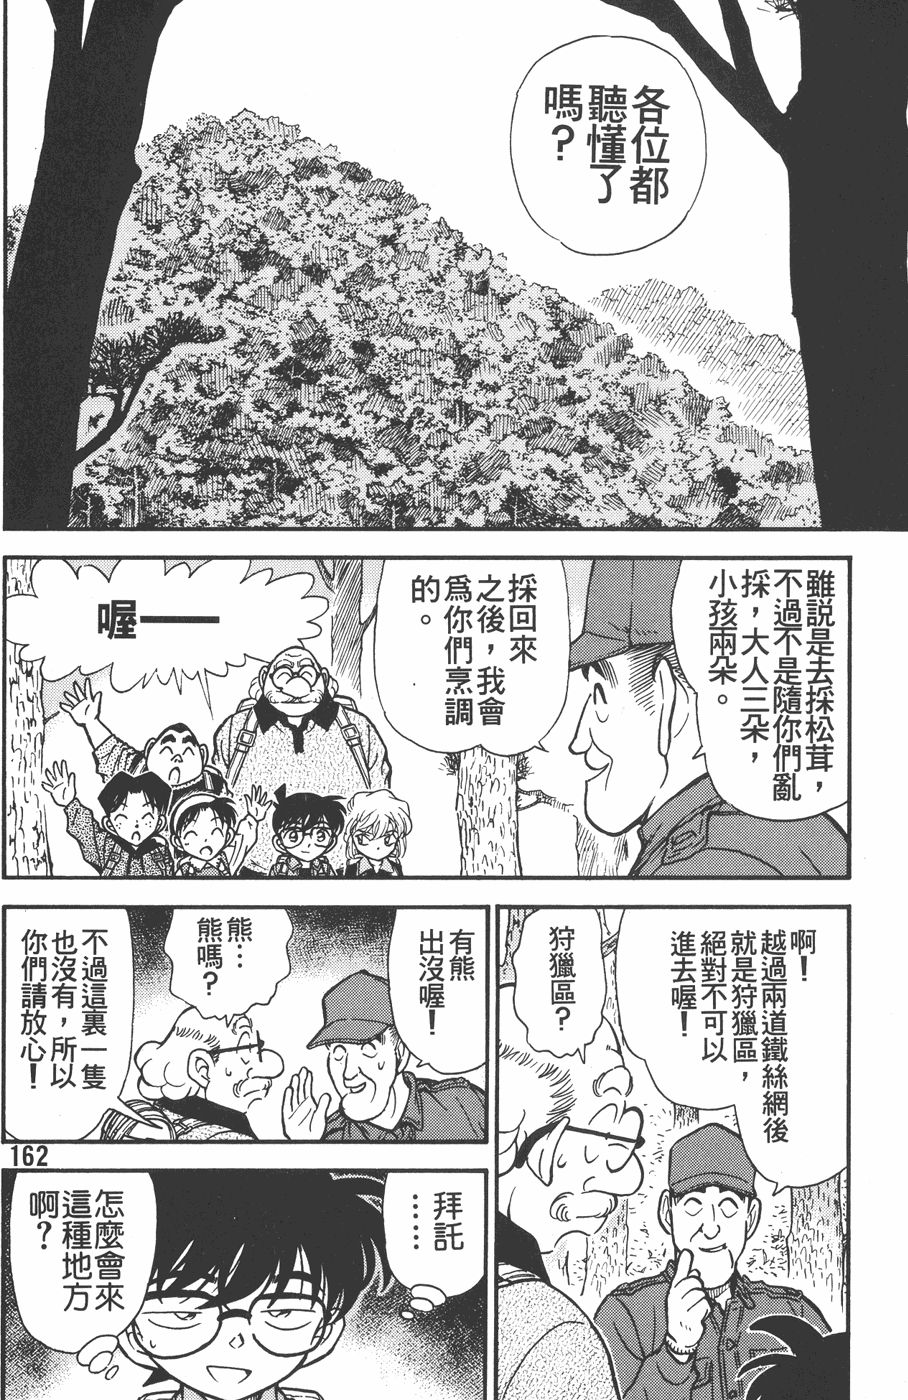 各位都
聽懂了
嗎？
雖說是去採松茸，
不過不是隨你們亂
採，大人三朵，
小孩兩朵。
採回來
之後，我會
為你們烹調
的。
喔——
啊！
越過兩道鐵絲網後
就是狩獵區，
絕對不可以
進去喔！
狩獵區？
有熊
出沒喔！
熊…
熊嗎？
不過這裏一隻
也沒有，所以
你們請放心！
162
拜託
……
怎麼會來
這種地方
啊？